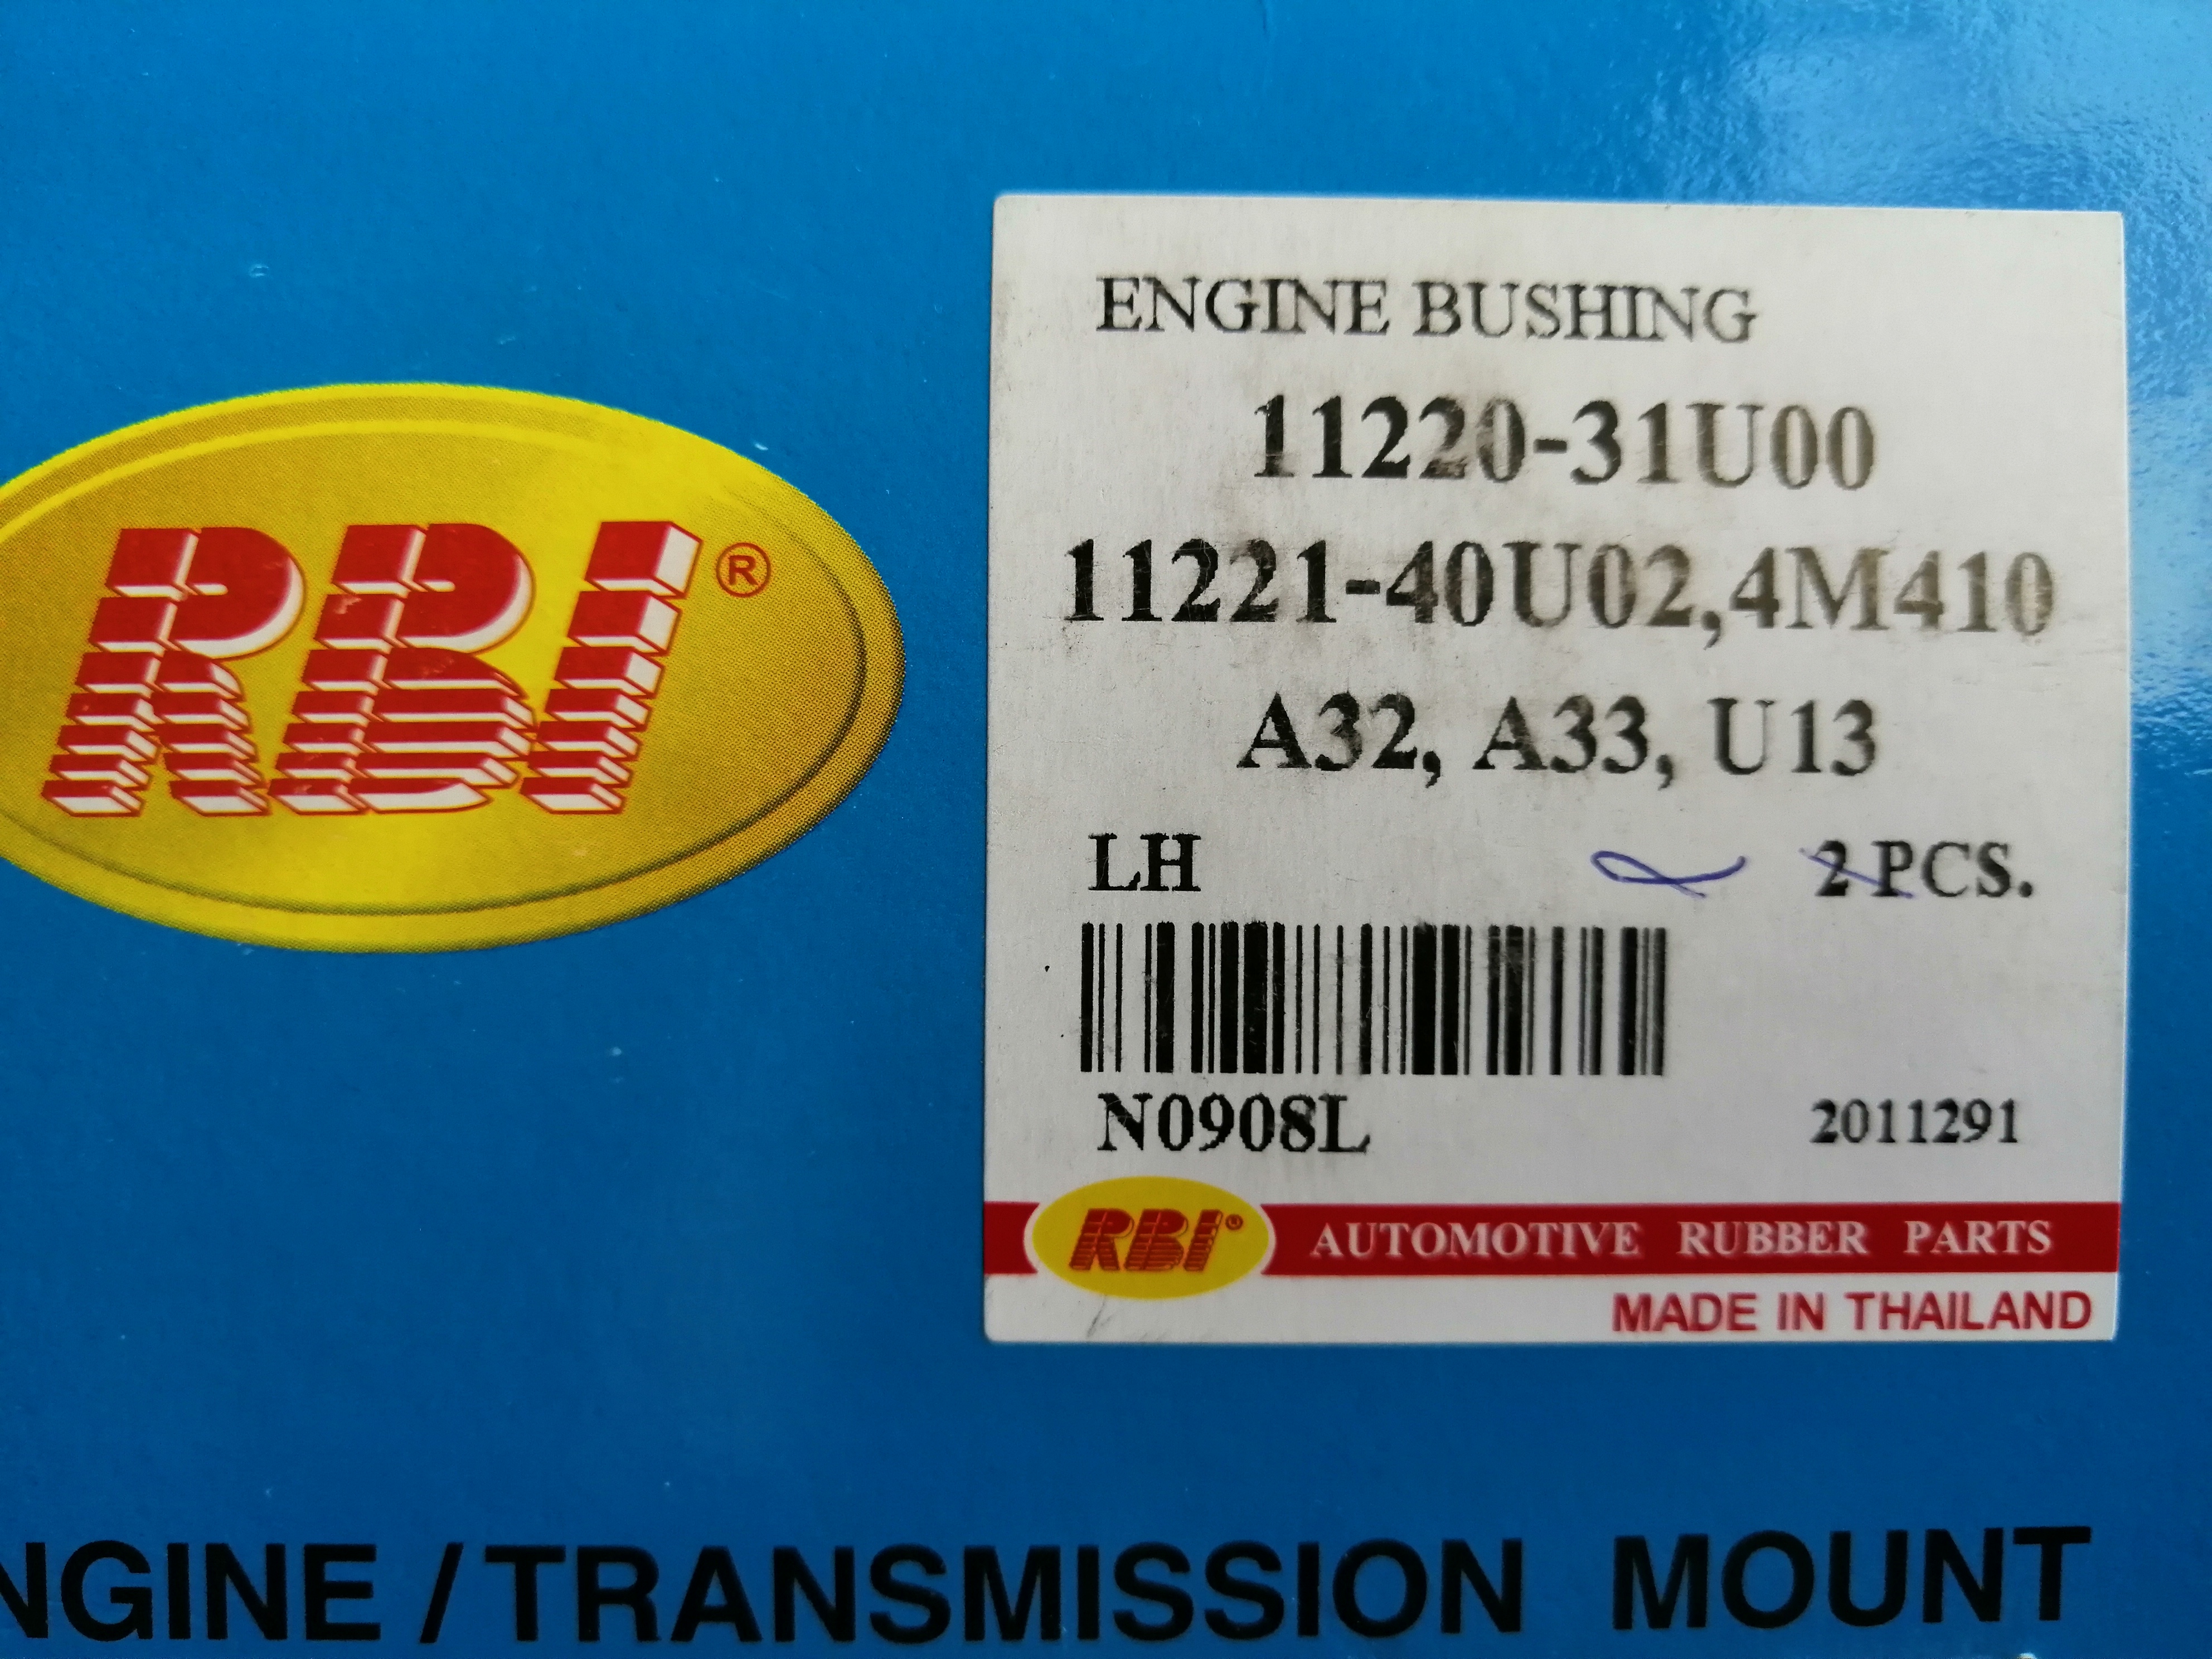 RBI®
ENGINE BUSHING
11220-31U00
11221-40U02,4M410
A32, A33, U13
LH 2 PCS.
N0908L 2011291
RBI® AUTOMOTIVE RUBBER PARTS
MADE IN THAILAND
NGINE / TRANSMISSION MOUNT